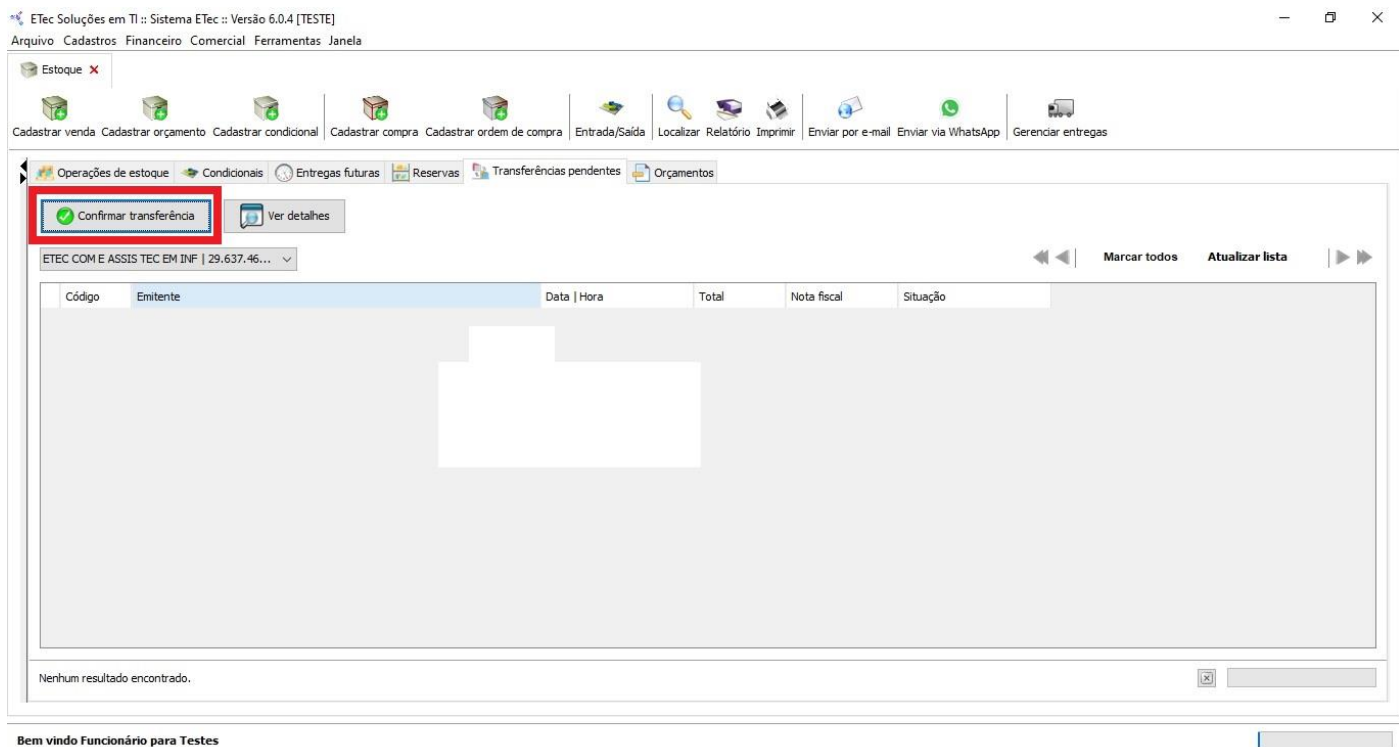 ETec Soluções em TI :: Sistema ETec :: Versão 6.0.4 [TESTE]
Arquivo Cadastros Financeiro Comercial Ferramentas Janela
Estoque
Cadastrar venda Cadastrar orçamento Cadastrar condicional Cadastrar compra Cadastrar ordem de compra Entrada/Saída Localizar Relatório Imprimir Enviar por e-mail Enviar via WhatsApp Gerenciar entregas
Operações de estoque Condicionais Entregas futuras Reservas Transferências pendentes Orçamentos
Confirmar transferência Ver detalhes
ETEC COM E ASSIS TEC EM INF | 29.637.46... Marcar todos Atualizar lista
Código Emitente Data | Hora Total Nota fiscal Situação
Nenhum resultado encontrado.
Bem vindo Funcionário para Testes